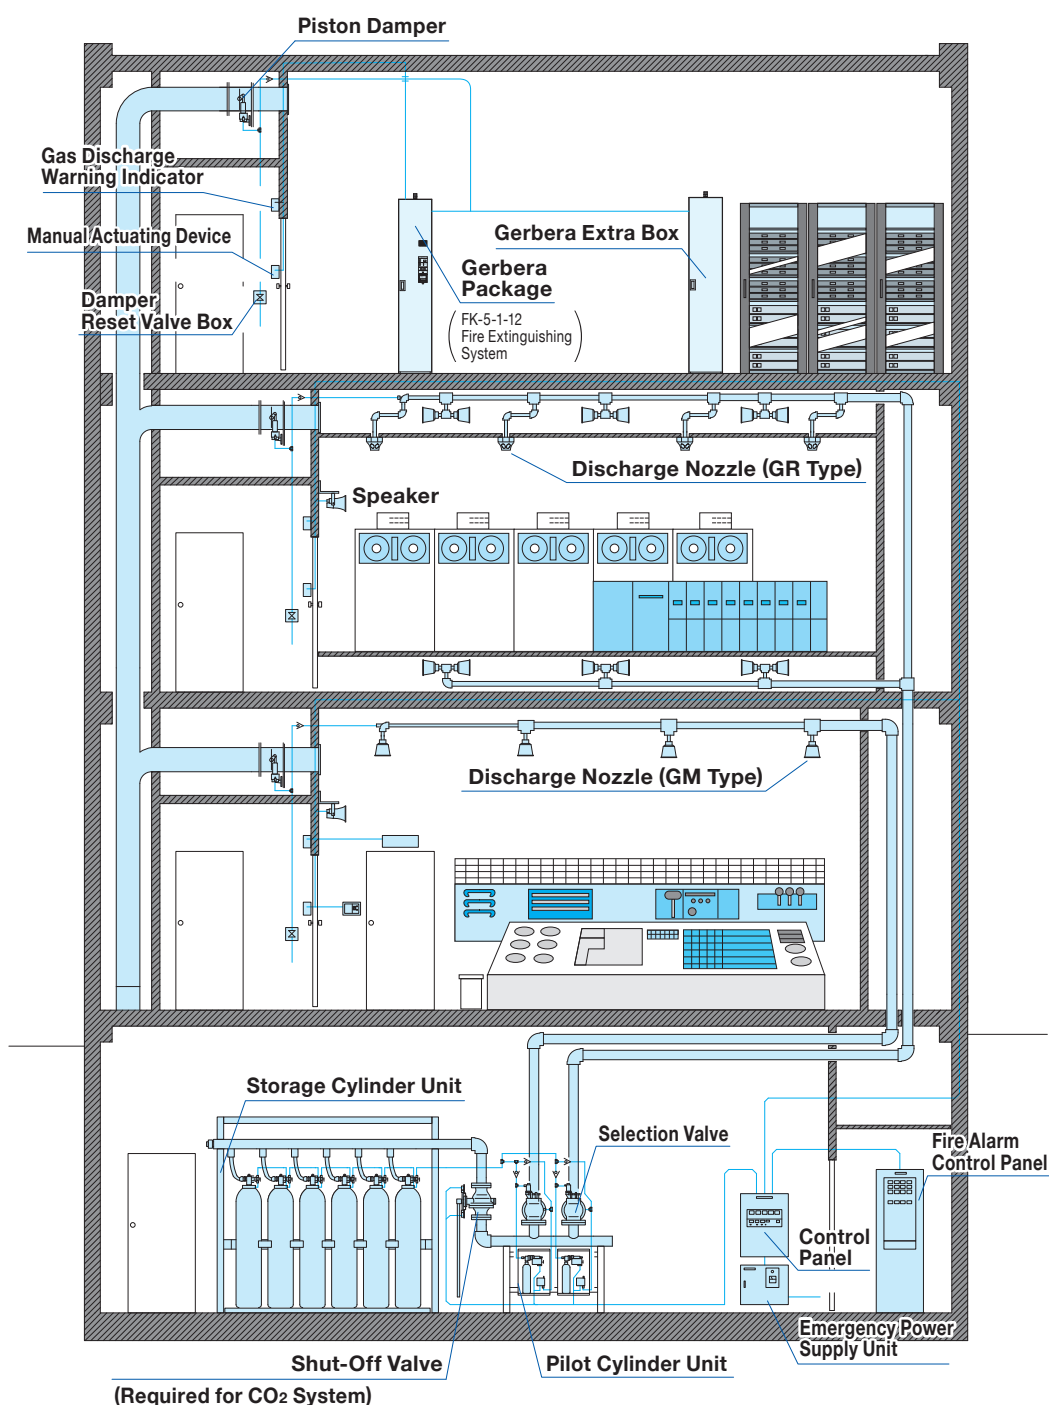 Piston Damper
Gas Discharge
Warning Indicator
Manual Actuating Device
Damper
Reset Valve Box
Gerbera Extra Box
Gerbera
Package
(FK-5-1-12
Fire Extinguishing
System)
Discharge Nozzle (GR Type)
Speaker
Discharge Nozzle (GM Type)
Storage Cylinder Unit
Selection Valve
Fire Alarm
Control Panel
Control
Panel
Emergency Power
Supply Unit
Shut-Off Valve
(Required for CO2 System)
Pilot Cylinder Unit